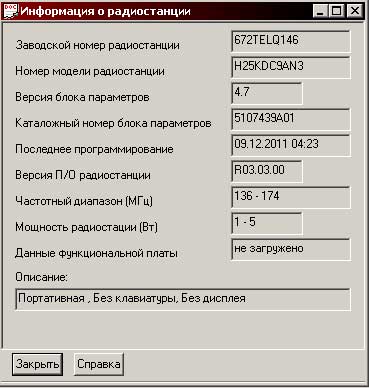 Информация о радиостанции
Заводской номер радиостанции 672TELQ146
Номер модели радиостанции H25KDC9AN3
Версия блока параметров 4.7
Каталожный номер блока параметров 5107439A01
Последнее программирование 09.12.2011 04:23
Версия П/О радиостанции R03.03.00
Частотный диапазон (МГц) 136 - 174
Мощность радиостации (Вт) 1 - 5
Данные функциональной платы не загружено
Описание:
Портативная , Без клавиатуры, Без дисплея
Закрыть Справка